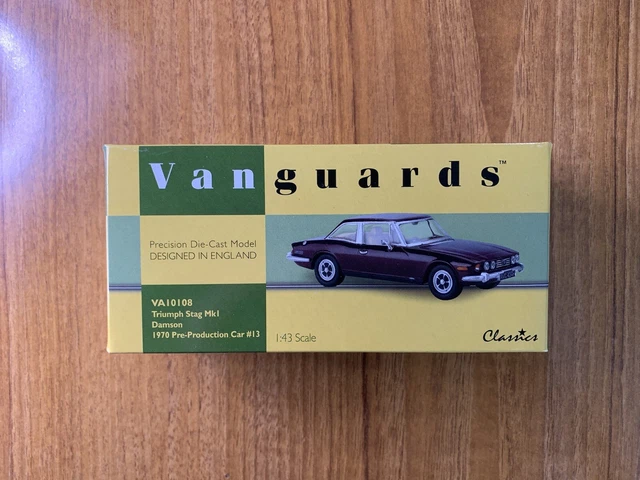 Vanguards™
Precision Die-Cast Model
DESIGNED IN ENGLAND
VA10108
Triumph Stag Mk1
Damson
1970 Pre-Production Car #13
1:43 Scale
Classics